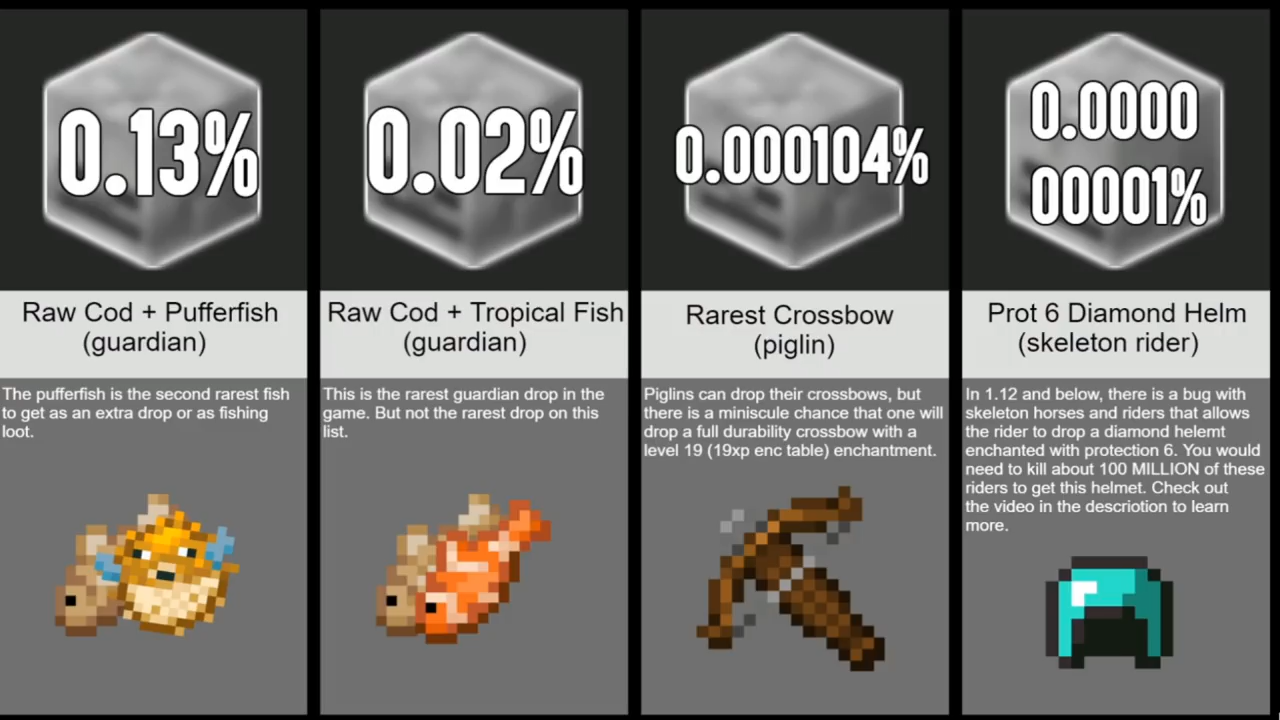 0.13%
Raw Cod + Pufferfish
(guardian)
The pufferfish is the second rarest fish
to get as an extra drop or as fishing
loot.
0.02%
Raw Cod + Tropical Fish
(guardian)
This is the rarest guardian drop in the
game. But not the rarest drop on this
list.
0.000104%
Rarest Crossbow
(piglin)
Piglins can drop their crossbows, but
there is a miniscule chance that one will
drop a full durability crossbow with a
level 19 (19xp enc table) enchantment.
0.0000
00001%
Prot 6 Diamond Helm
(skeleton rider)
In 1.12 and below, there is a bug with
skeleton horses and riders that allows
the rider to drop a diamond helemt
enchanted with protection 6. You would
need to kill about 100 MILLION of these
riders to get this helmet. Check out
the video in the descriotion to learn
more.